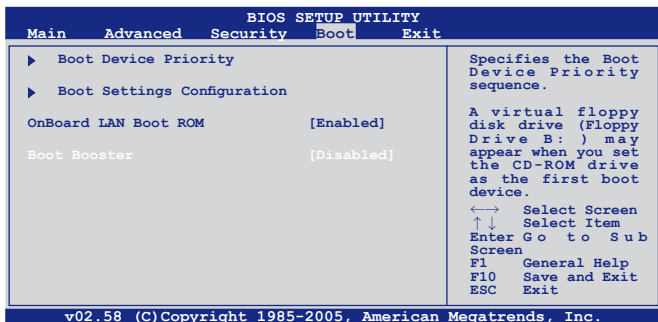 BIOS SETUP UTILITY
Main Advanced Security Boot Exit
Boot Device Priority
Boot Settings Configuration
OnBoard LAN Boot ROM [Enabled]
Boot Booster [Disabled]
Specifies the Boot
Device Priority
sequence.
A virtual floppy
disk drive (Floppy
Drive B: ) may
appear when you set
the CD-ROM drive
as the first boot
device.
←→ Select Screen
↑↓ Select Item
Enter Go to Sub
Screen
F1 General Help
F10 Save and Exit
ESC Exit
v02.58 (C)Copyright 1985-2005, American Megatrends, Inc.